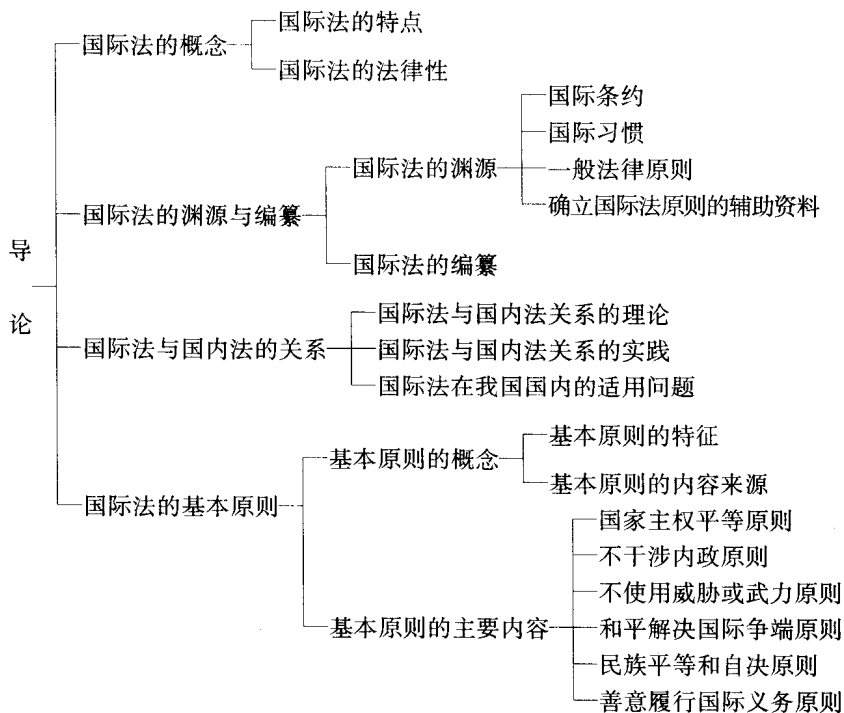 导论
国际法的概念
国际法的特点
国际法的法律性
国际法的渊源与编纂
国际法的渊源
国际条约
国际习惯
一般法律原则
确立国际法原则的辅助资料
国际法的编纂
国际法与国内法的关系
国际法与国内法关系的理论
国际法与国内法关系的实践
国际法在我国国内的适用问题
国际法的基本原则
基本原则的概念
基本原则的特征
基本原则的内容来源
基本原则的主要内容
国家主权平等原则
不干涉内政原则
不使用威胁或武力原则
和平解决国际争端原则
民族平等和自决原则
善意履行国际义务原则